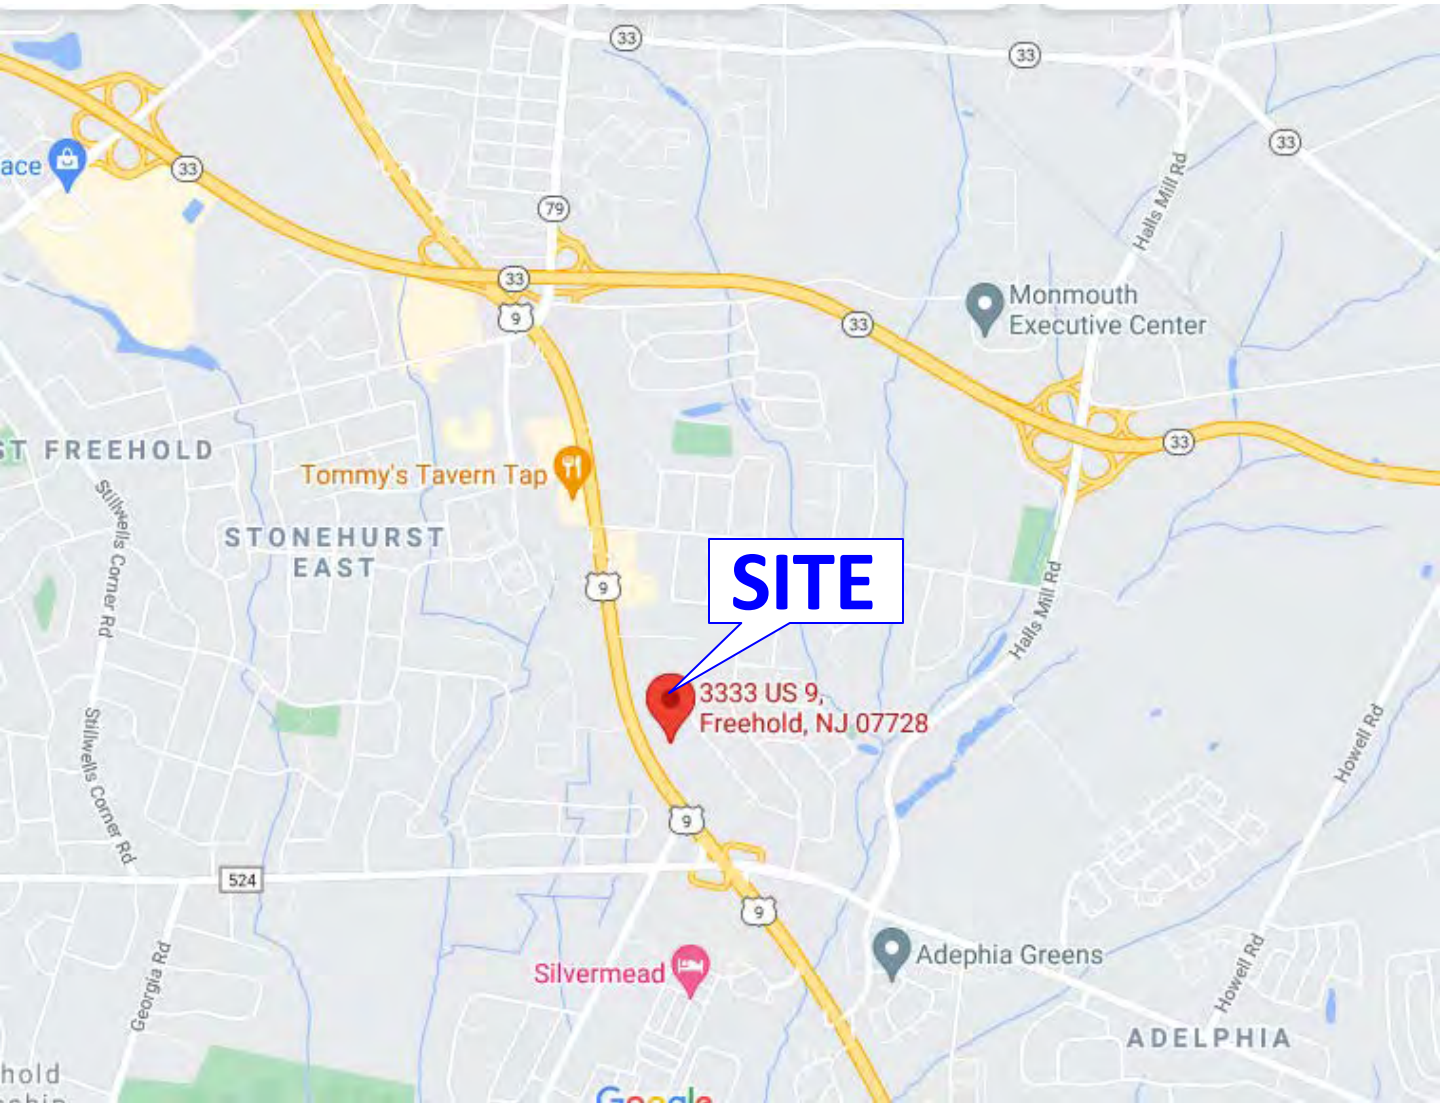 33
33
33
ace
33
Halls Mill Rd
79
33
9
Monmouth
Executive Center
33
ST FREEHOLD
33
Tommy's Tavern Tap
Stillwells Corner Rd
STONEHURST
EAST
SITE
9
Halls Mill Rd
3333 US 9,
Freehold, NJ 07728
Stillwells Corner Rd
Howell Rd
9
524
9
Georgia Rd
Silvermead
Adephia Greens
Howell Rd
ADELPHIA
hold
Google